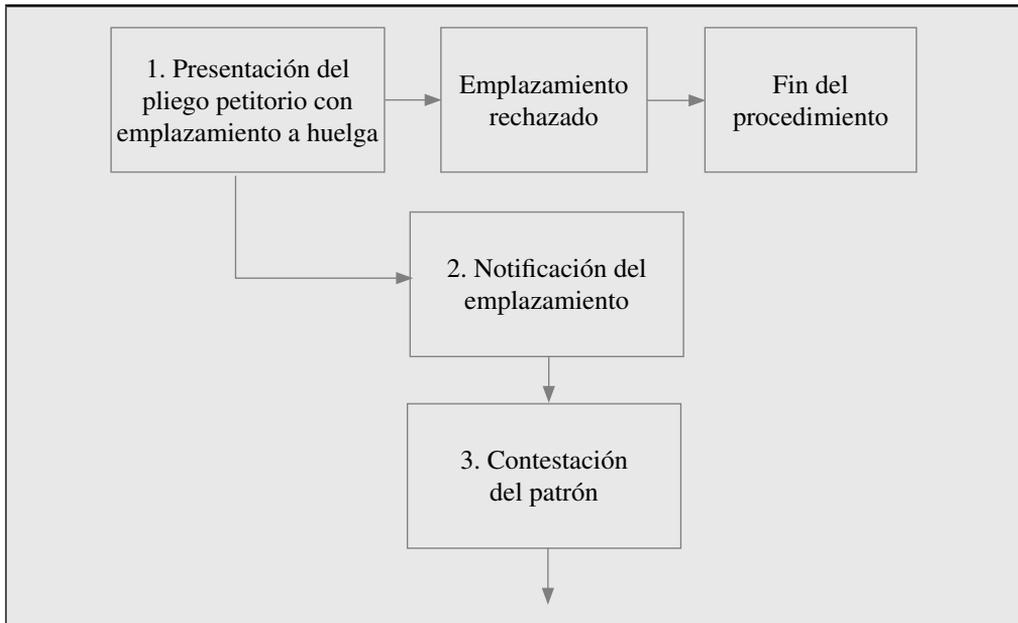 1. Presentación del
pliego petitorio con
emplazamiento a huelga
Emplazamiento
rechazado
Fin del
procedimiento
2. Notificación del
emplazamiento
3. Contestación
del patrón